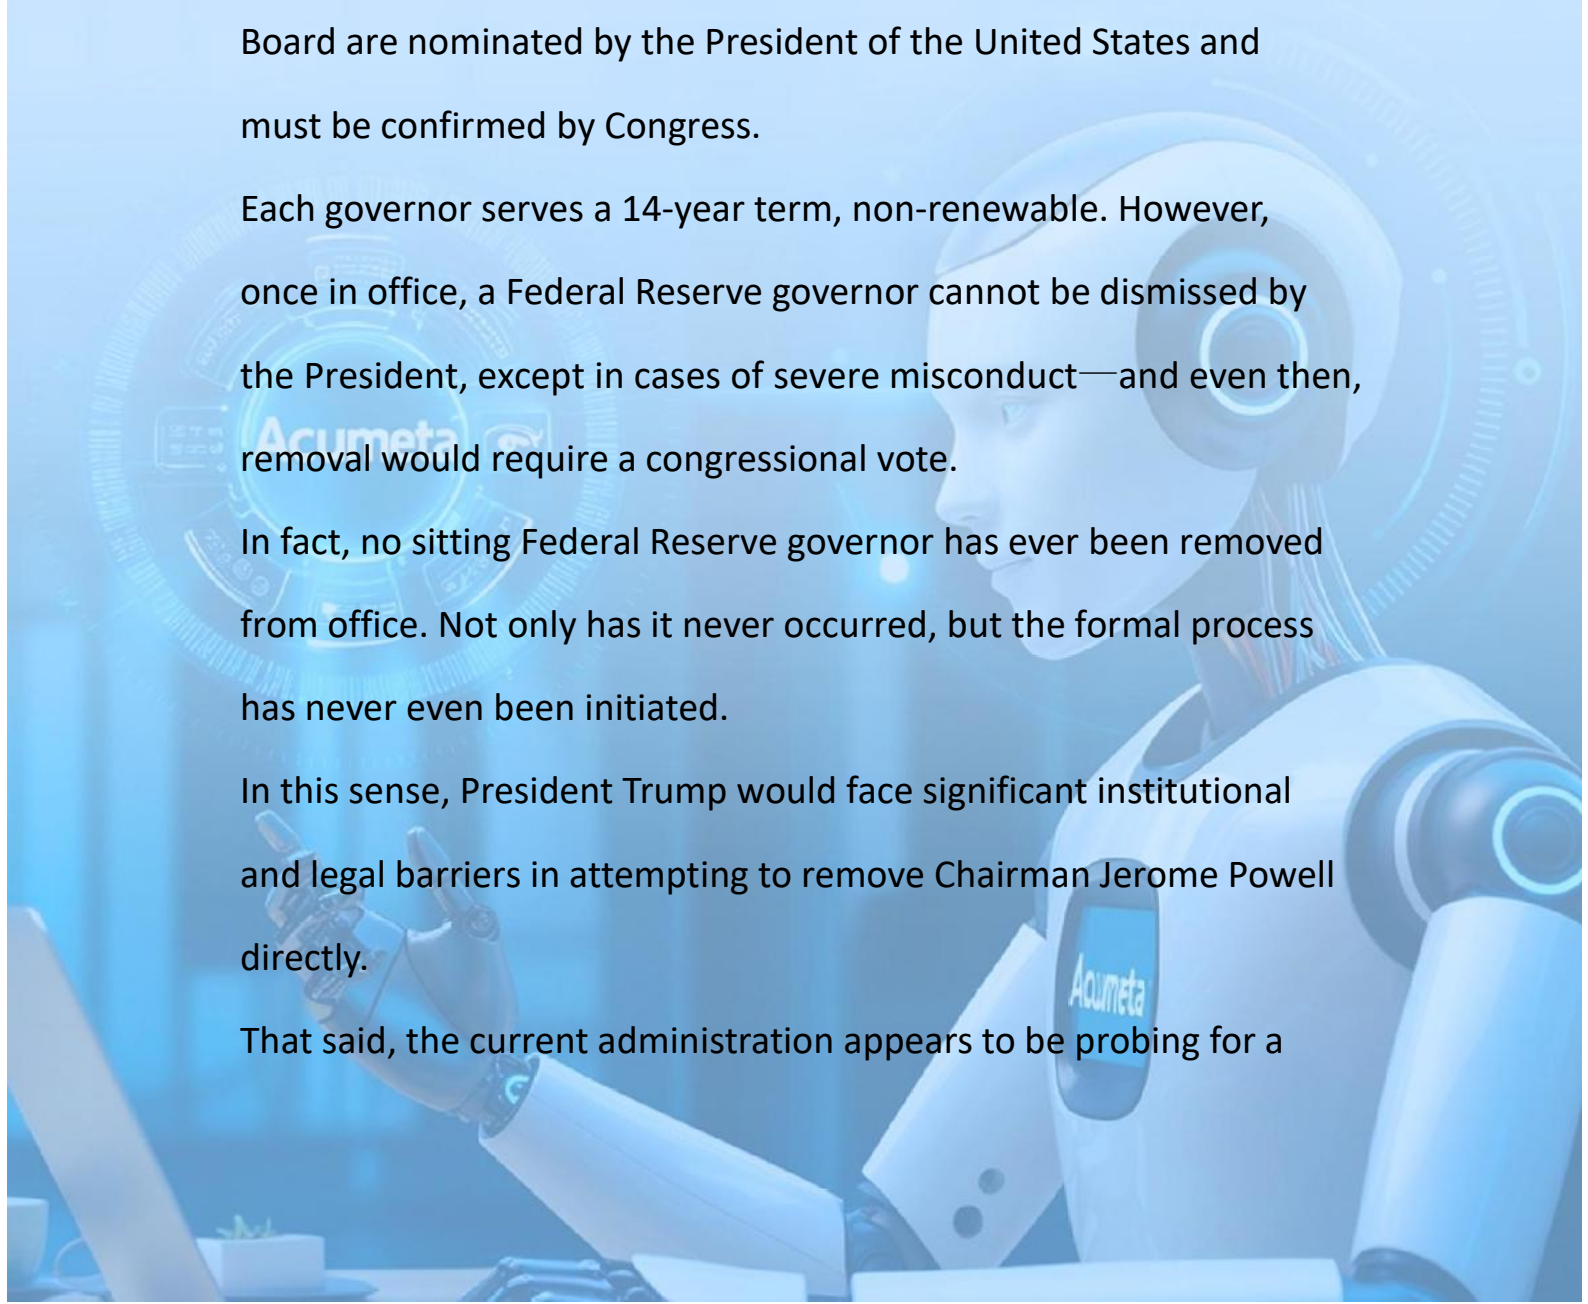 Board are nominated by the President of the United States and
must be confirmed by Congress.
Each governor serves a 14-year term, non-renewable. However,
once in office, a Federal Reserve governor cannot be dismissed by
the President, except in cases of severe misconduct—and even then,
Acumeta
removal would require a congressional vote.
In fact, no sitting Federal Reserve governor has ever been removed
from office. Not only has it never occurred, but the formal process
has never even been initiated.
In this sense, President Trump would face significant institutional
and legal barriers in attempting to remove Chairman Jerome Powell
directly.
Acumeta
That said, the current administration appears to be probing for a